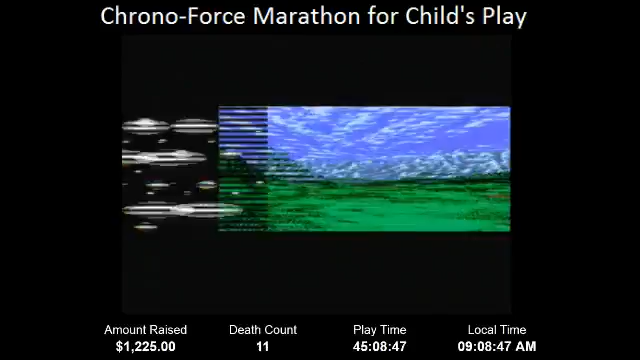 Chrono-Force Marathon for Child's Play
Amount Raised Death Count Play Time Local Time
$1,225.00 11 45:08:47 09:08:47 AM